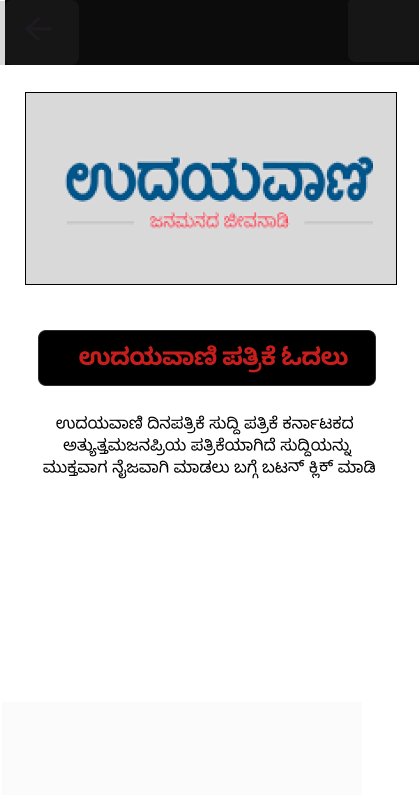 ಉದಯವಾಣಿ
ಜನಮನದ ಜೀವನಾಡಿ
ಉದಯವಾಣಿ ಪತ್ರಿಕೆ ಓದಲು
ಉದಯವಾಣಿ ದಿನಪತ್ರಿಕೆ ಸುದ್ದಿ ಪತ್ರಿಕೆ ಕರ್ನಾಟಕದ
ಅತ್ಯುತ್ತಮಜನಪ್ರಿಯ ಪತ್ರಿಕೆಯಾಗಿದೆ ಸುದ್ದಿಯನ್ನು
ಮುಕ್ತವಾಗ ನೈಜವಾಗಿ ಮಾಡಲು ಬಗ್ಗೆ ಬಟನ್ ಕ್ಲಿಕ್ ಮಾಡಿ